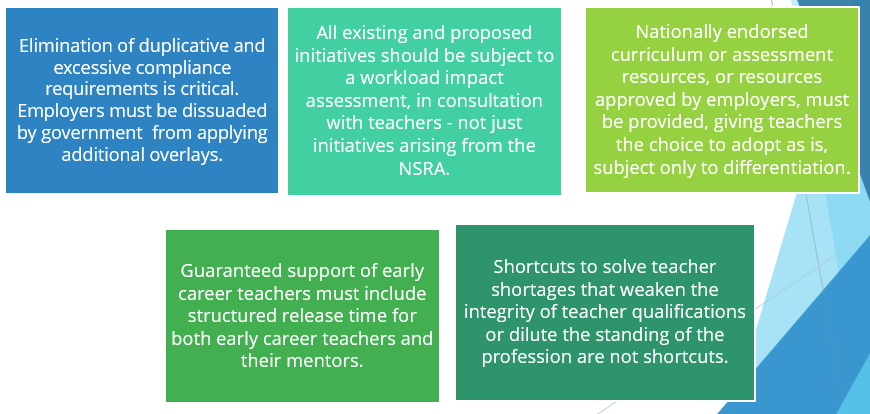 Elimination of duplicative and
excessive compliance
requirements is critical.
Employers must be dissuaded
by government  from applying
additional overlays.
All existing and proposed
initiatives should be subject to
a workload impact
assessment, in consultation
with teachers - not just
initiatives arising from the
NSRA.
Nationally endorsed
curriculum or assessment
resources, or resources
approved by employers, must
be provided, giving teachers
the choice to adopt as is,
subject only to differentiation.
Guaranteed support of early
career teachers must include
structured release time for
both early career teachers and
their mentors.
Shortcuts to solve teacher
shortages that weaken the
integrity of teacher qualifications
or dilute the standing of the
profession are not shortcuts.